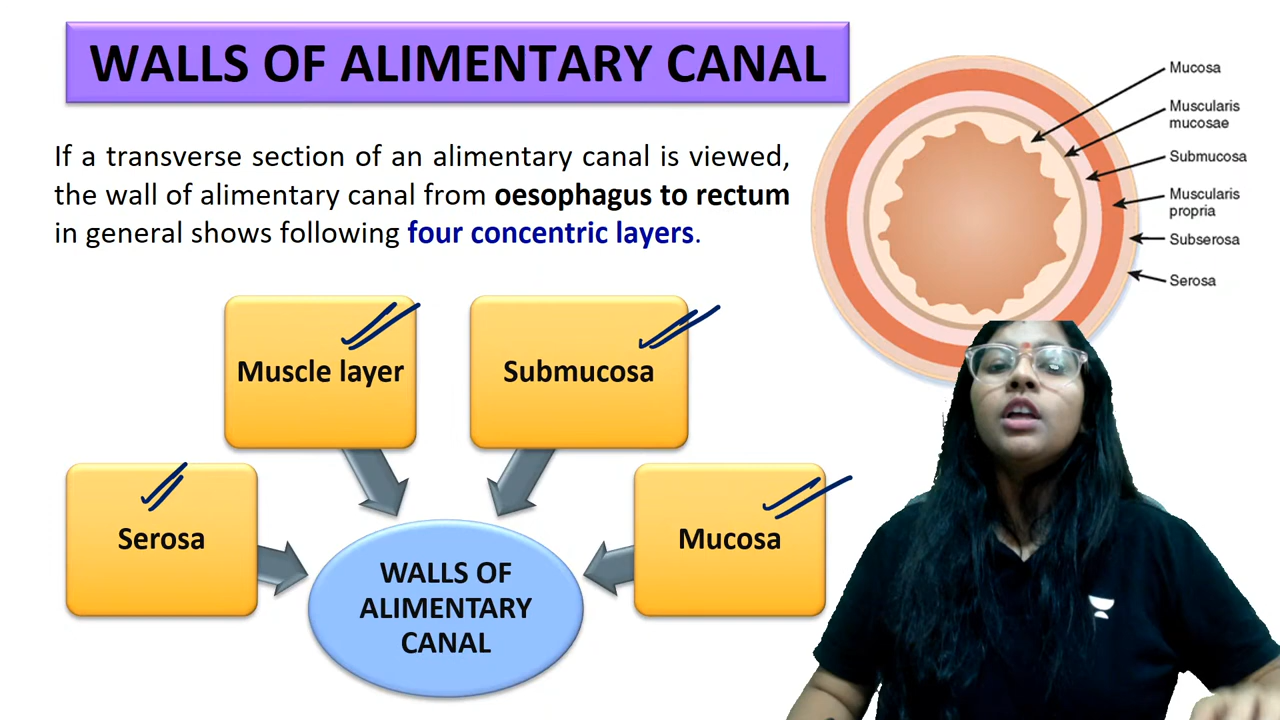 WALLS OF ALIMENTARY CANAL
If a transverse section of an alimentary canal is viewed,
the wall of alimentary canal from oesophagus to rectum
in general shows following four concentric layers.
Mucosa
Muscularis
mucosae
Submucosa
Muscularis
propria
Subserosa
Serosa
Muscle layer
Submucosa
Serosa
Mucosa
WALLS OF
ALIMENTARY
CANAL